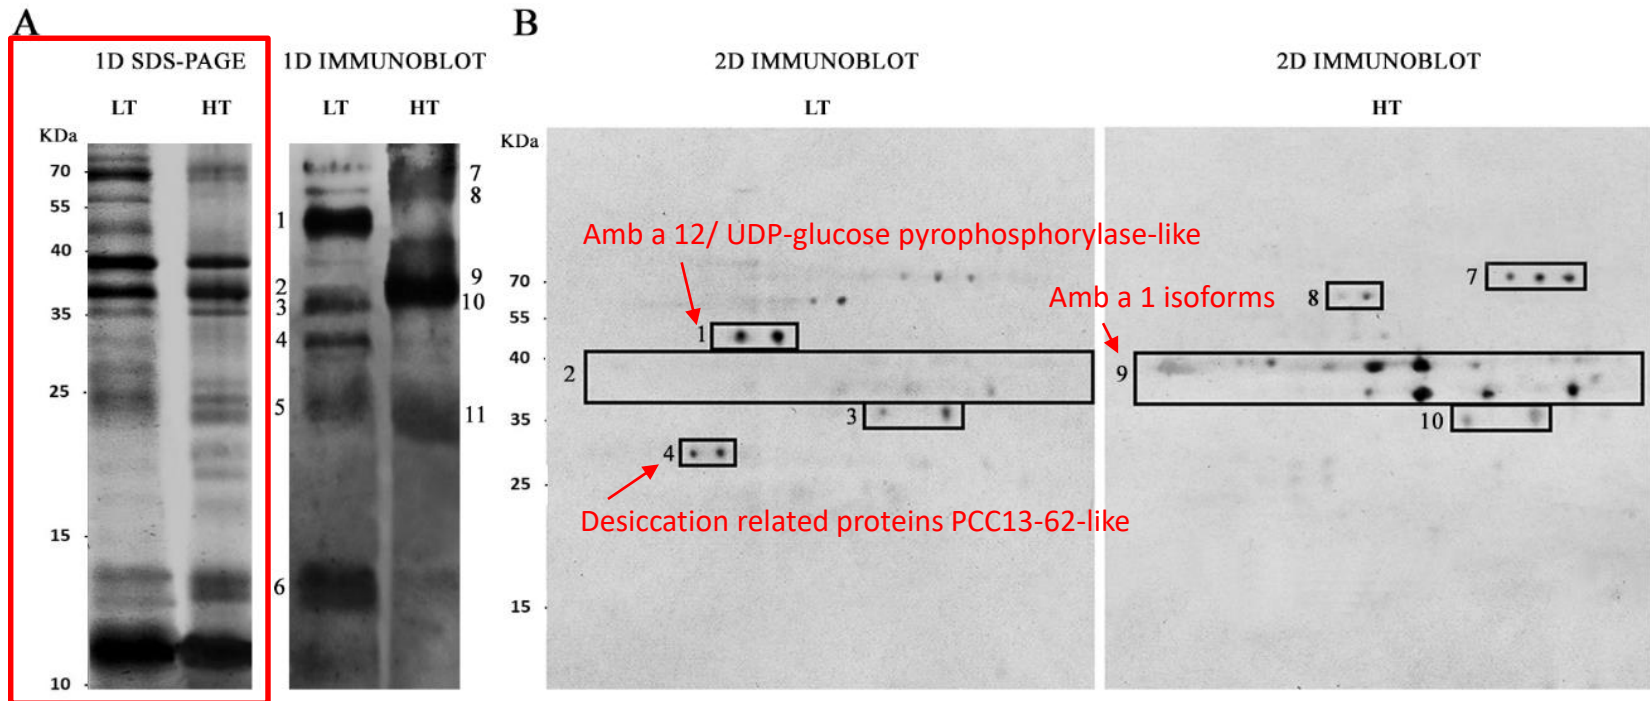 A
B
1D SDS-PAGE
1D IMMUNOBLOT
2D IMMUNOBLOT
2D IMMUNOBLOT
LT
HT
LT
HT
LT
HT
KDa
70
55
40
35
25
15
10
1
2
3
4
5
6
7
8
9
10
11
KDa
70
55
40
35
25
15
Amb a 12/ UDP-glucose pyrophosphorylase-like
1
2
3
4
Desiccation related proteins PCC13-62-like
Amb a 1 isoforms
7
8
9
10